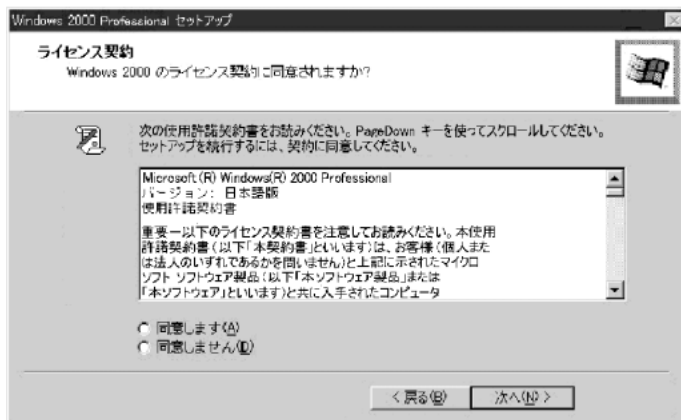 Windows 2000 Professional セットアップ
ライセンス契約
Windows 2000 のライセンス契約に同意されますか?
次の使用許諾契約書をお読みください。PageDown キーを使ってスクロールしてください。
セットアップを続行するには、契約に同意してください。
Microsoft (R) Windows(R) 2000 Professional
バージョン: 日本語版
使用許諾契約書
重要ー以下のライセンス契約書を注意してお読みください。本使用
許諾契約書(以下「本契約書」といいます)は、お客様(個人また
は法人のいずれであるかを問いません)と上記に示されたマイクロ
ソフト ソフトウェア製品(以下「本ソフトウェア製品」または
「本ソフトウェア」といいます)と共に入手されたコンピュータ
同意します(A)
同意しません(D)
< 戻る(B)
次へ(N) >